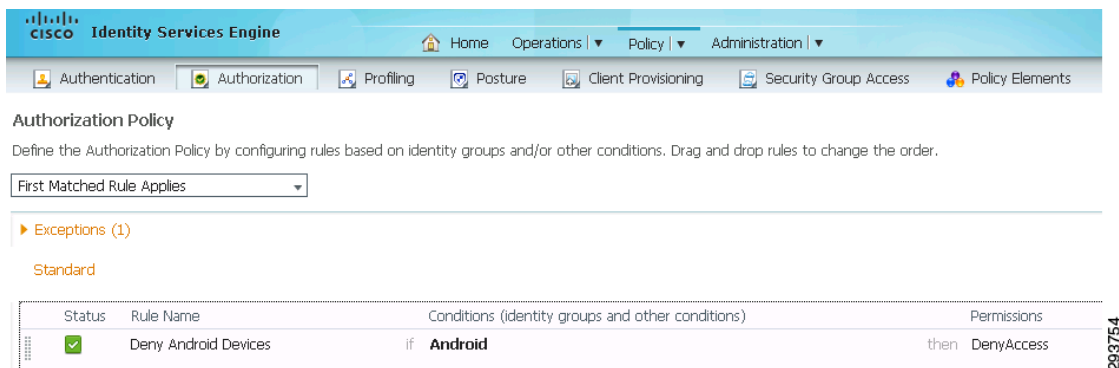 CISCO Identity Services Engine
Home Operations | ▼ Policy | ▼ Administration | ▼
Authentication Authorization Profiling Posture Client Provisioning Security Group Access Policy Elements
Authorization Policy
Define the Authorization Policy by configuring rules based on identity groups and/or other conditions. Drag and drop rules to change the order.
First Matched Rule Applies
Exceptions (1)
Standard
Status Rule Name Conditions (identity groups and other conditions) Permissions
Deny Android Devices if Android then DenyAccess
293754